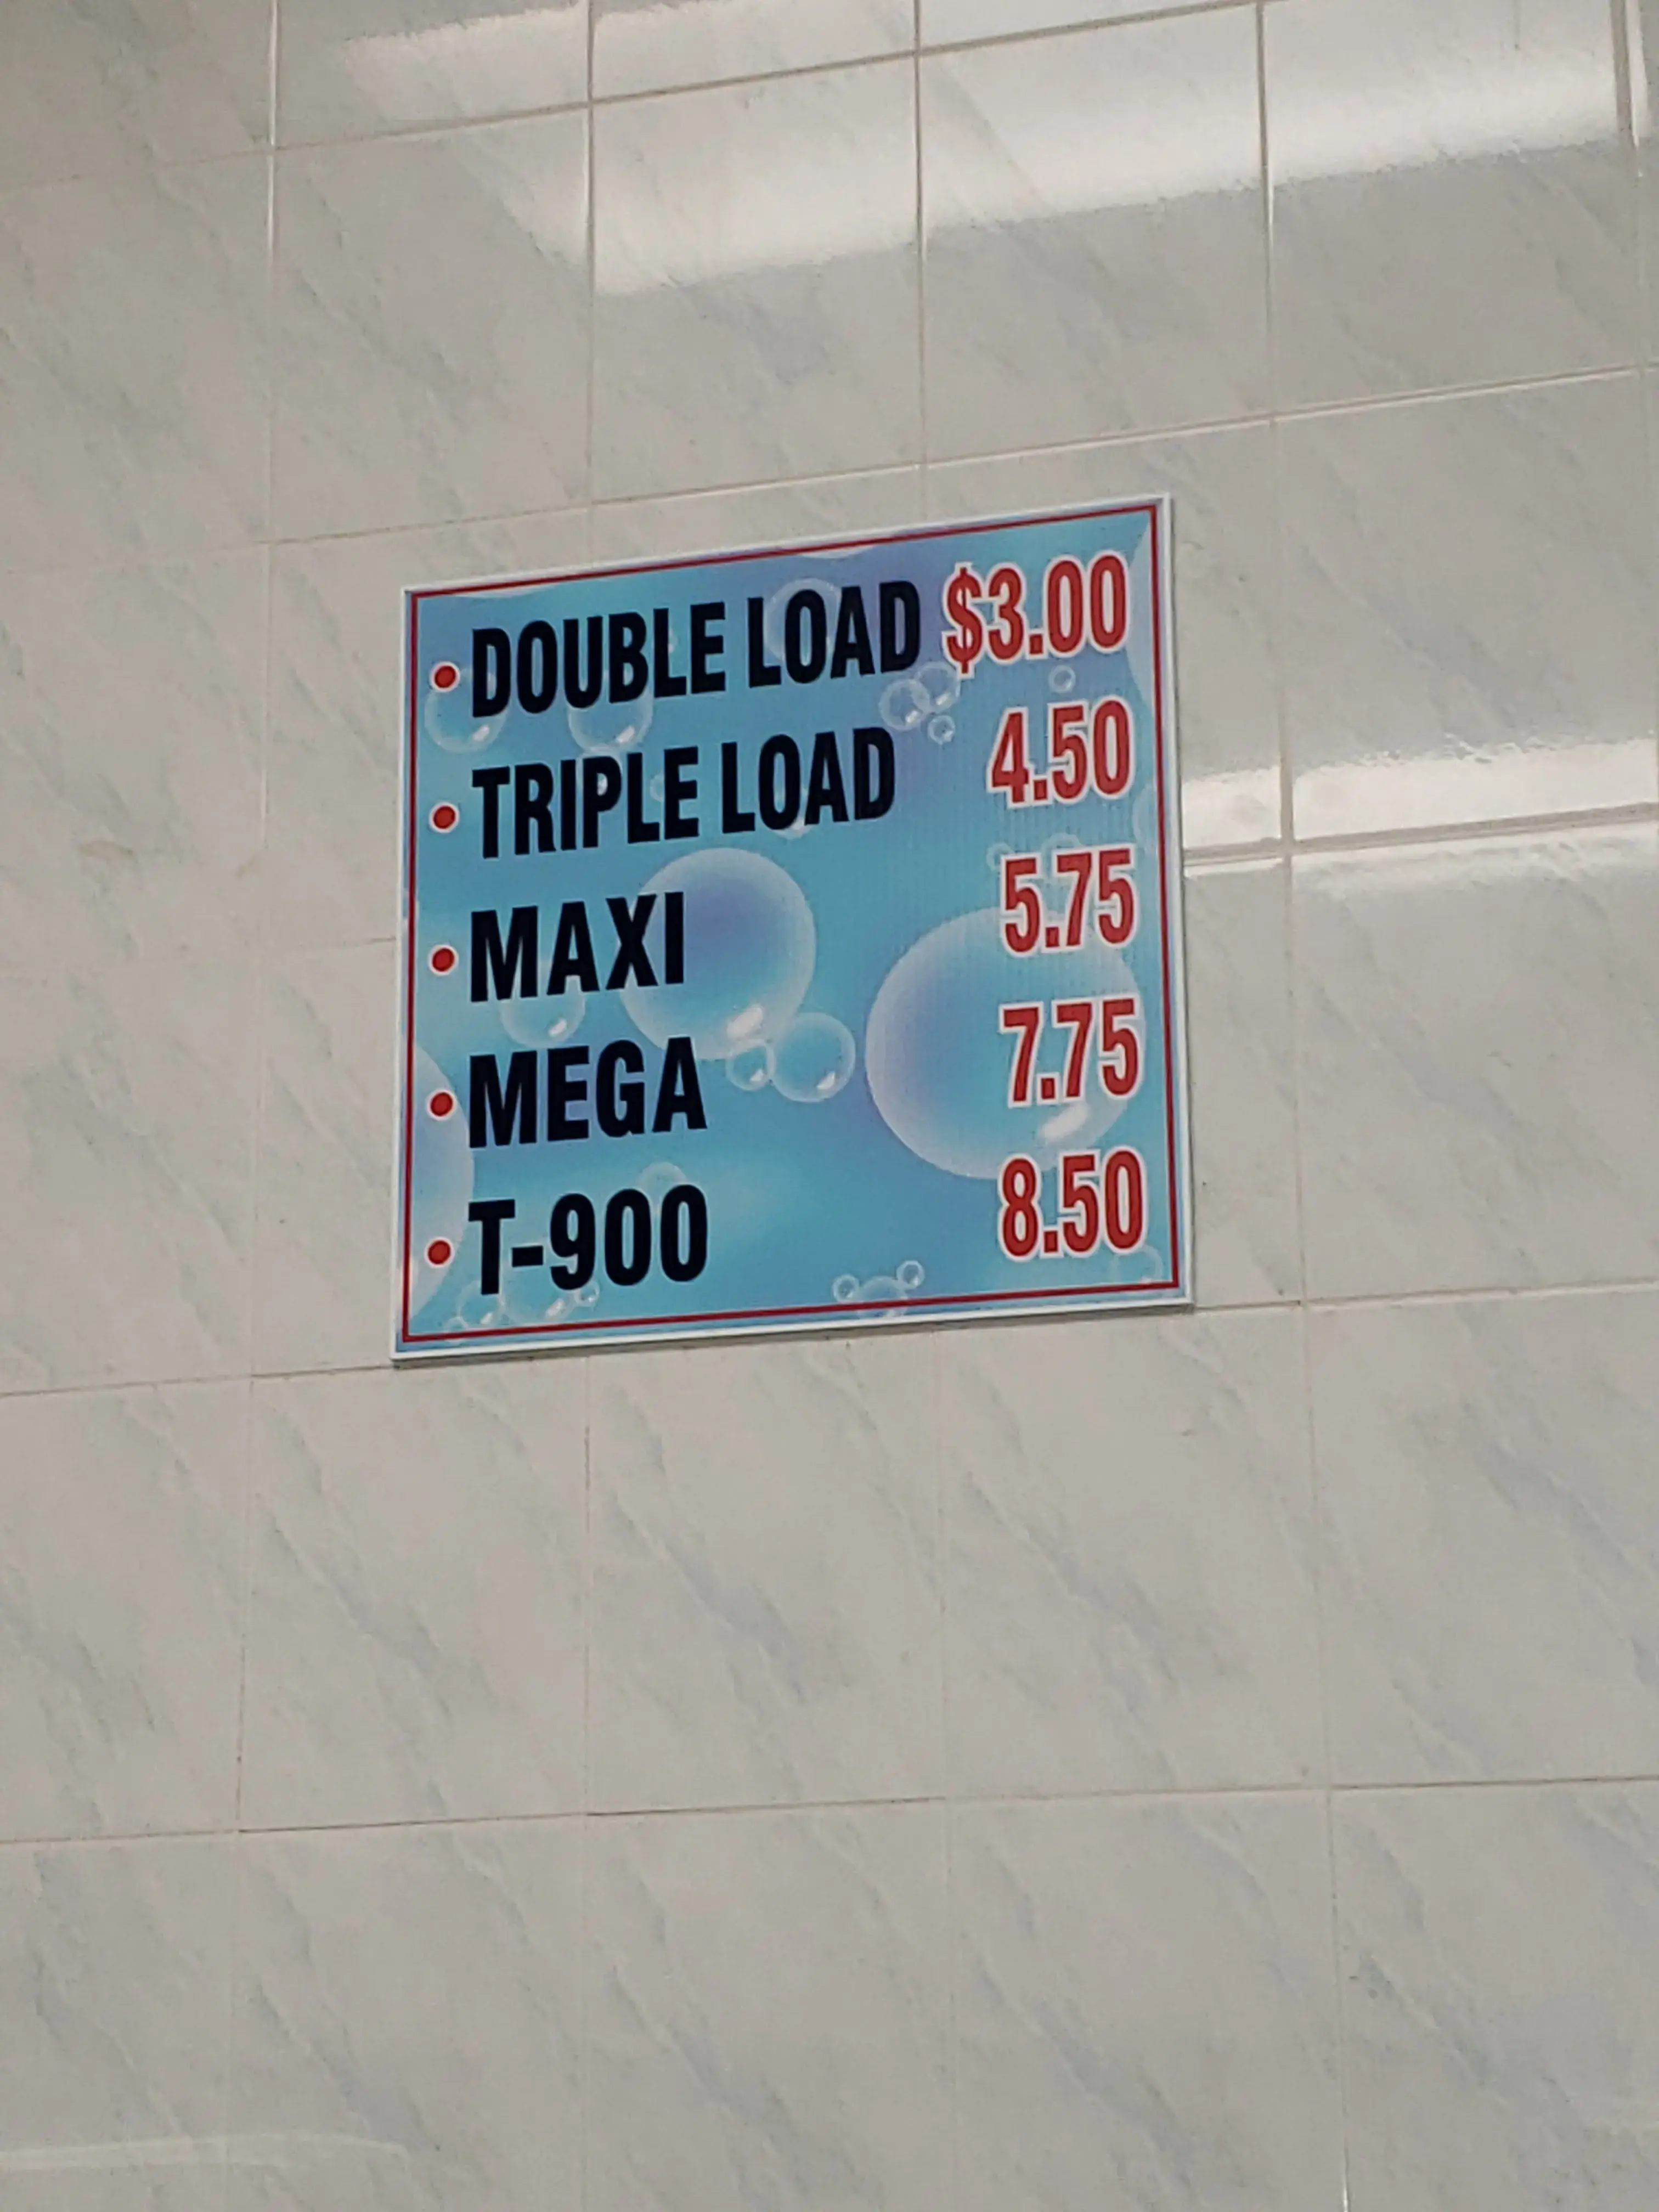 • DOUBLE LOAD $3.00
• TRIPLE LOAD 4.50
• MAXI 5.75
• MEGA 7.75
• T-900 8.50